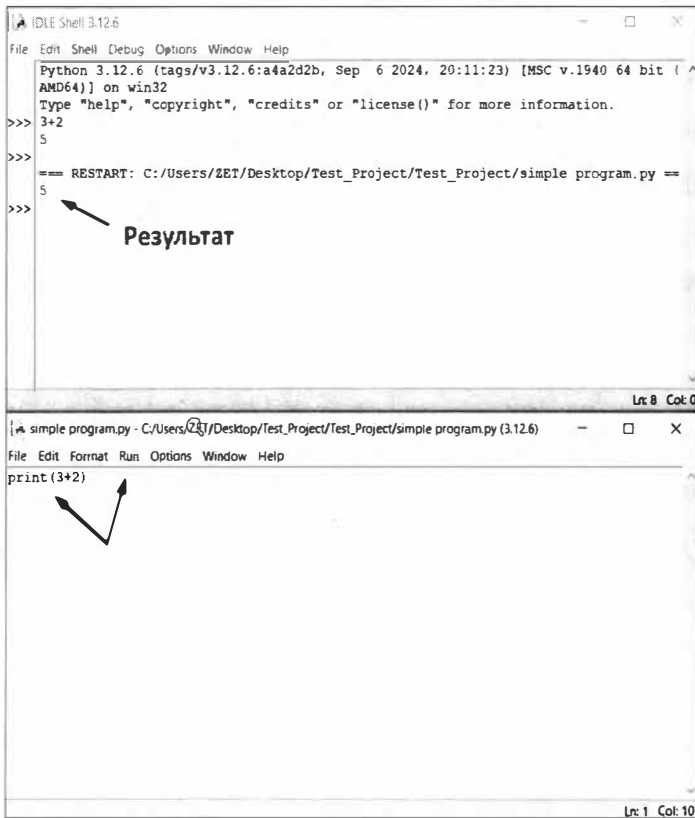 IDLE Shell 3.12.6
File Edit Shell Debug Options Window Help
Python 3.12.6 (tags/v3.12.6:a4a2d2b, Sep 6 2024, 20:11:23) [MSC v.1940 64 bit (
AMD64)] on win32
Type "help", "copyright", "credits" or "license()" for more information.
>>> 3+2
5
>>>
=== RESTART: C:/Users/ZET/Desktop/Test_Project/Test_Project/simple program.py ==
5
>>>
Результат
Ln: 8 Col: 0
simple program.py - C:/Users/ZET/Desktop/Test_Project/Test_Project/simple program.py (3.12.6)
File Edit Format Run Options Window Help
print(3+2)
Ln: 1 Col: 10